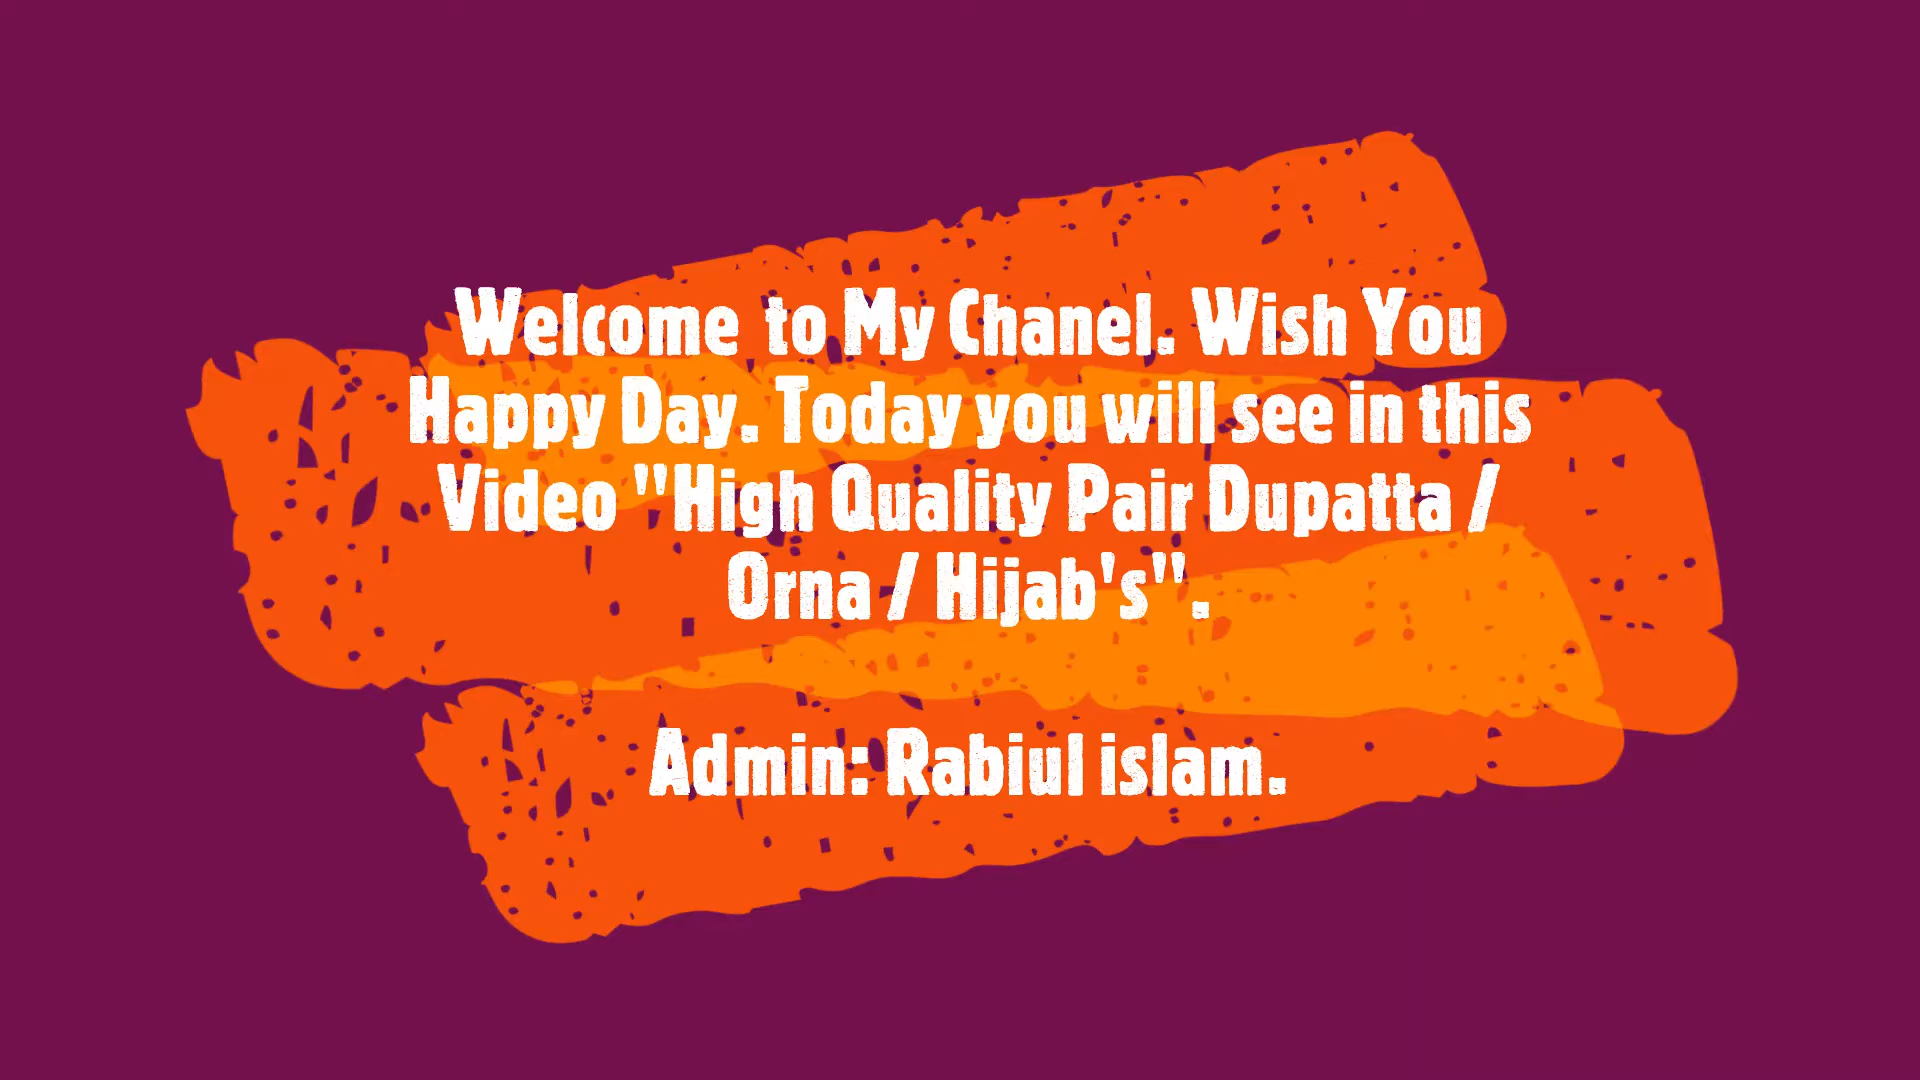 Welcome to My Chanel. Wish You
Happy Day. Today you will see in this
Video "High Quality Pair Dupatta /
Orna / Hijab's".
Admin: Rabiul islam.